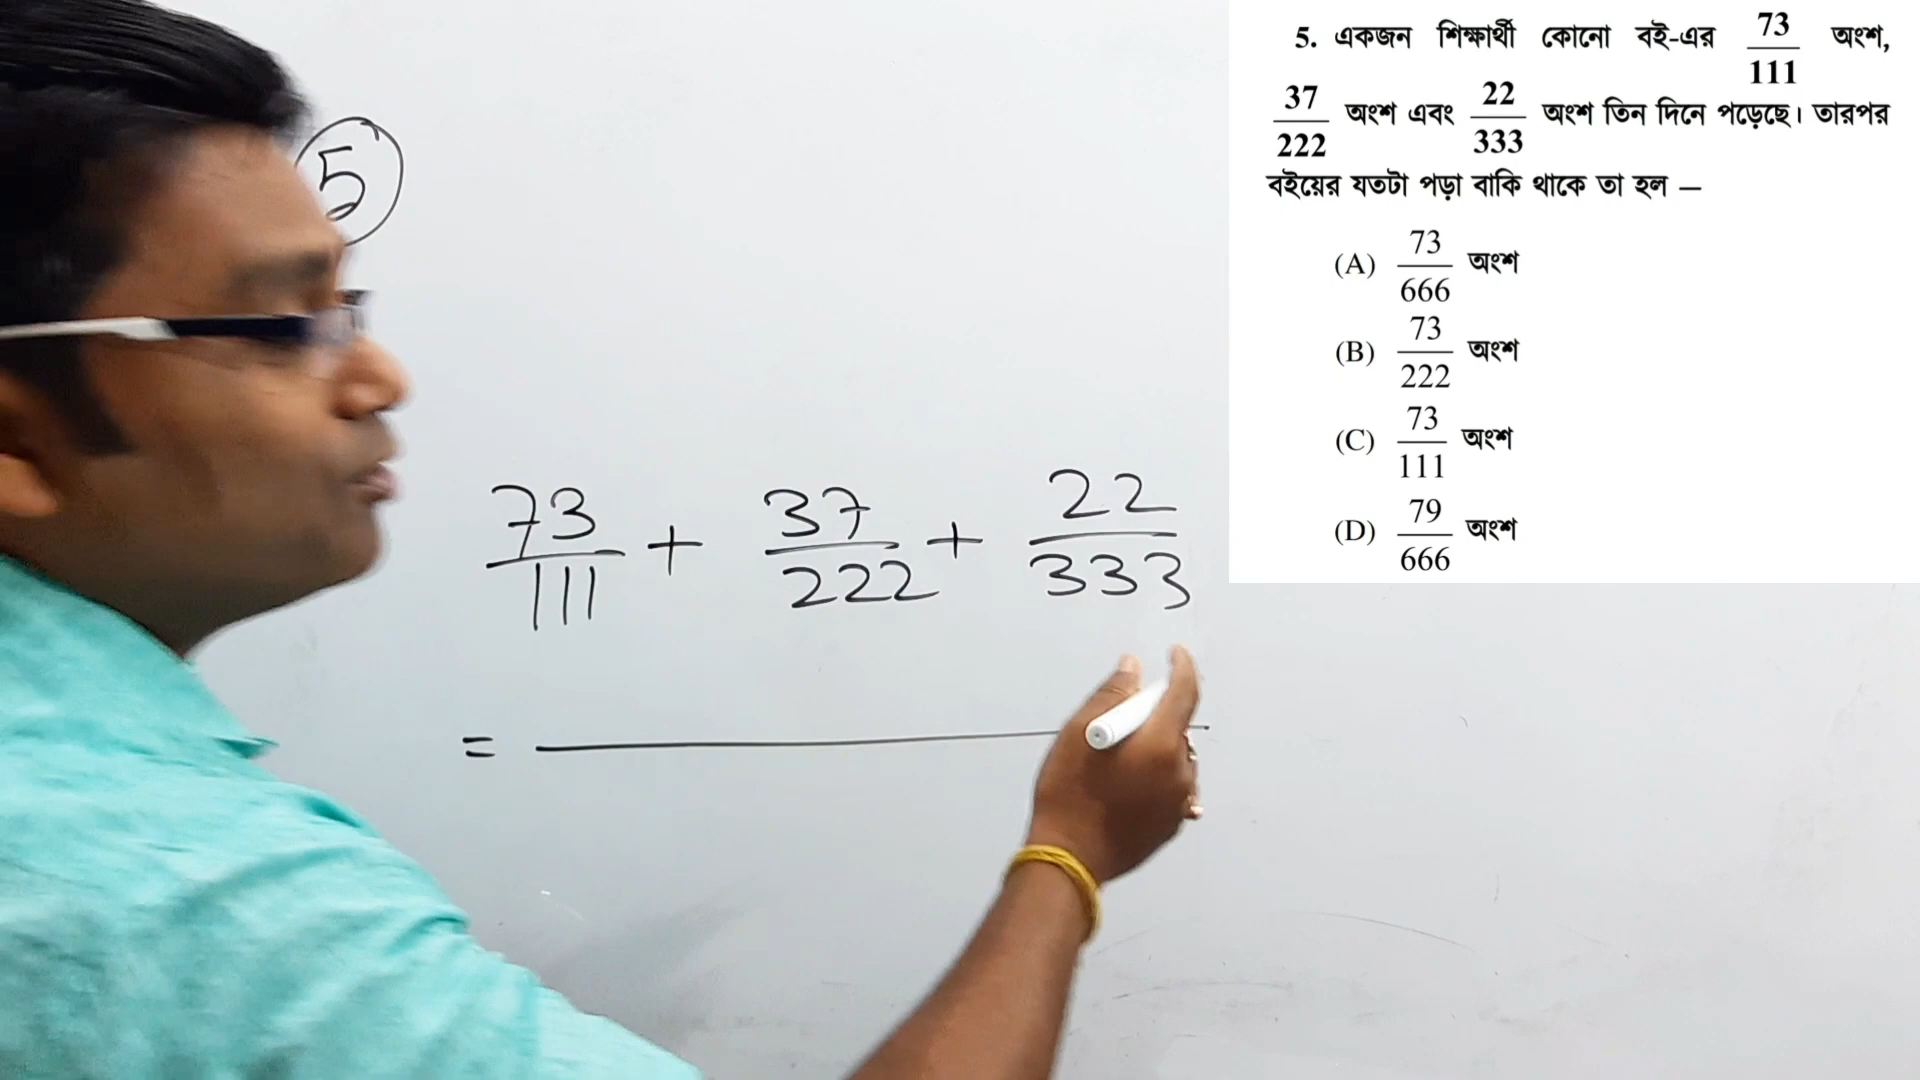 5. একজন শিক্ষার্থী কোনো বই-এর 73/111 অংশ,
37/222 অংশ এবং 22/333 অংশ তিন দিনে পড়েছে। তারপর
বইয়ের যতটা পড়া বাকি থাকে তা হল —
(A) 73/666 অংশ
(B) 73/222 অংশ
(C) 73/111 অংশ
(D) 79/666 অংশ
5
73/111 + 37/222 + 22/333
=